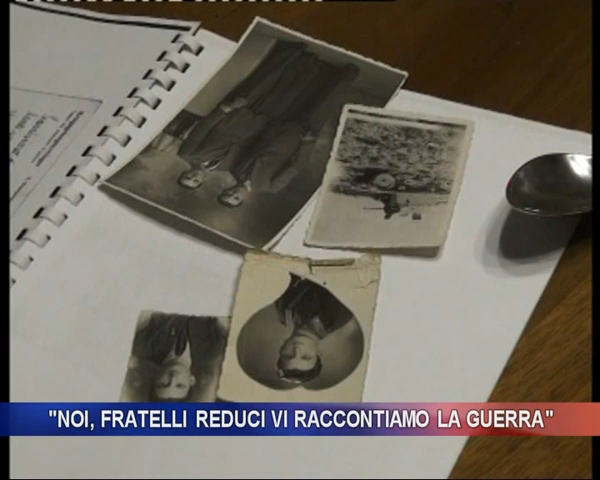 "NOI, FRATELLI REDUCI VI RACCONTIAMO LA GUERRA"